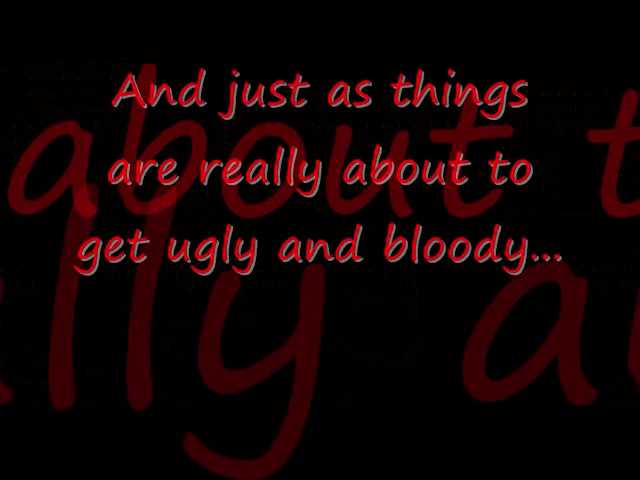 And just as things
are really about to
get ugly and bloody...